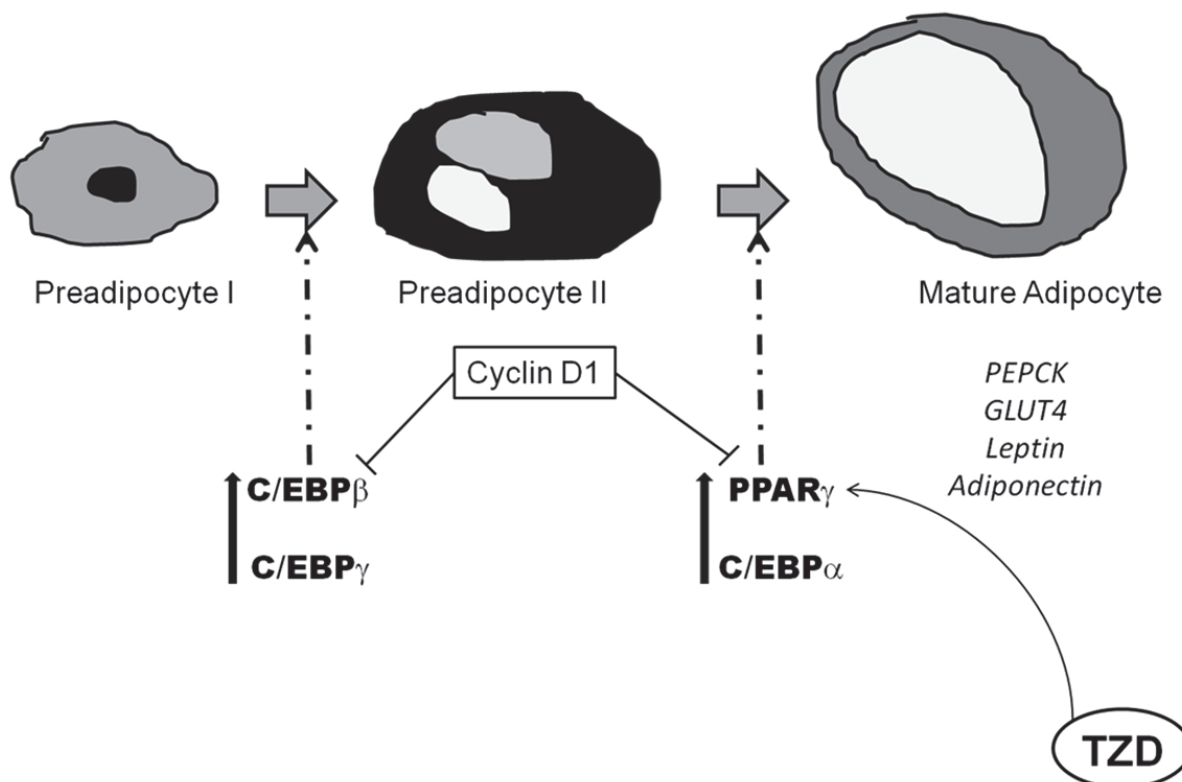 Preadipocyte I
Preadipocyte II
Mature Adipocyte
Cyclin D1
PEPCK
GLUT4
Leptin
Adiponectin
C/EBPβ
C/EBPγ
PPARγ
C/EBPα
TZD